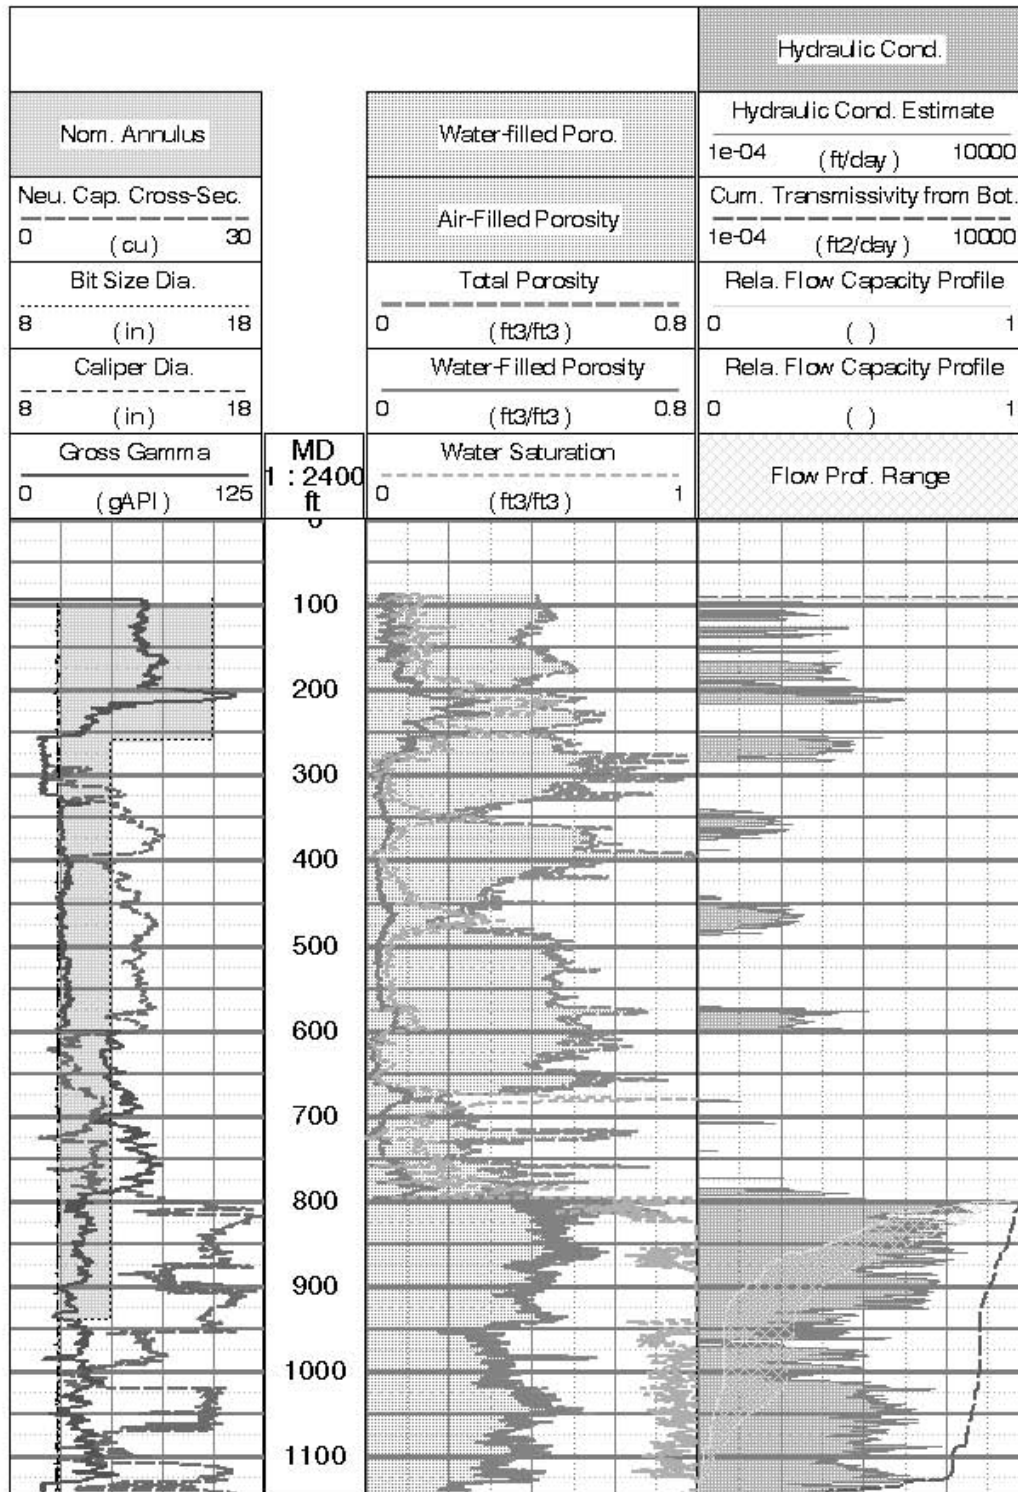 Hydraulic Cond.
Nom. Annulus
Water-filled Poro.
Hydraulic Cond. Estimate
1e-04 (ft/day) 10000
Neu. Cap. Cross-Sec.
0 (cu) 30
Air-Filled Porosity
Cum. Transmissivity from Bot.
1e-04 (ft2/day) 10000
Bit Size Dia.
8 (in) 18
Total Porosity
0 (ft3/ft3) 0.8
Rela. Flow Capacity Profile
0 ( ) 1
Caliper Dia.
8 (in) 18
Water-Filled Porosity
0 (ft3/ft3) 0.8
Rela. Flow Capacity Profile
0 ( ) 1
Gross Gamma
0 (gAPI) 125
MD
1 : 2400
ft
Water Saturation
0 (ft3/ft3) 1
Flow Prof. Range
0
100
200
300
400
500
600
700
800
900
1000
1100